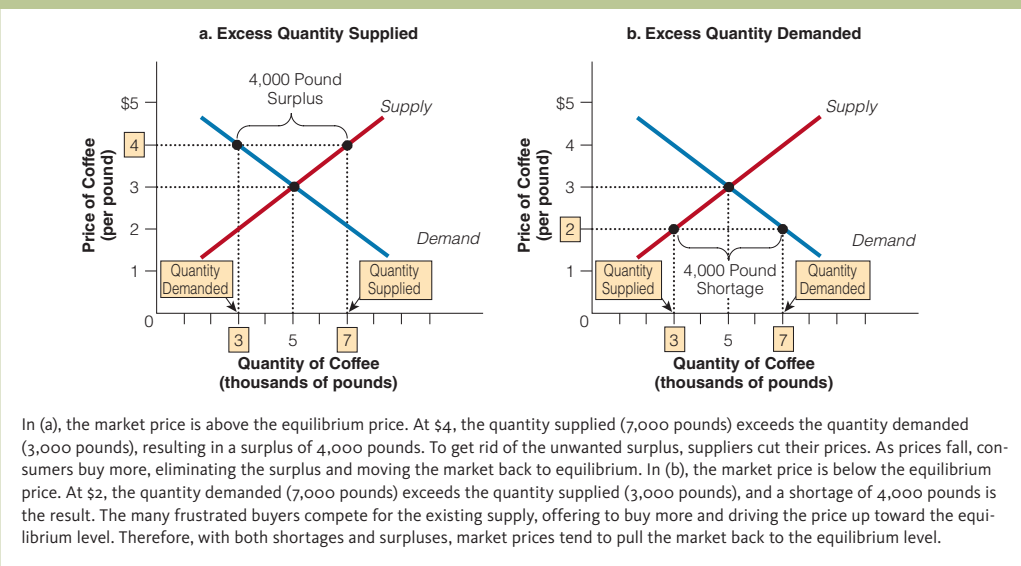 a. Excess Quantity Supplied
4,000 Pound
Surplus
Supply
$5
4
3
2
1
0
Price of Coffee
(per pound)
Demand
Quantity
Demanded
Quantity
Supplied
3
5
7
Quantity of Coffee
(thousands of pounds)
b. Excess Quantity Demanded
Supply
$5
4
3
2
1
0
Price of Coffee
(per pound)
Demand
Quantity
Supplied
4,000 Pound
Shortage
Quantity
Demanded
3
5
7
Quantity of Coffee
(thousands of pounds)
In (a), the market price is above the equilibrium price. At $4, the quantity supplied (7,000 pounds) exceeds the quantity demanded
(3,000 pounds), resulting in a surplus of 4,000 pounds. To get rid of the unwanted surplus, suppliers cut their prices. As prices fall, con-
sumers buy more, eliminating the surplus and moving the market back to equilibrium. In (b), the market price is below the equilibrium
price. At $2, the quantity demanded (7,000 pounds) exceeds the quantity supplied (3,000 pounds), and a shortage of 4,000 pounds is
the result. The many frustrated buyers compete for the existing supply, offering to buy more and driving the price up toward the equi-
librium level. Therefore, with both shortages and surpluses, market prices tend to pull the market back to the equilibrium level.